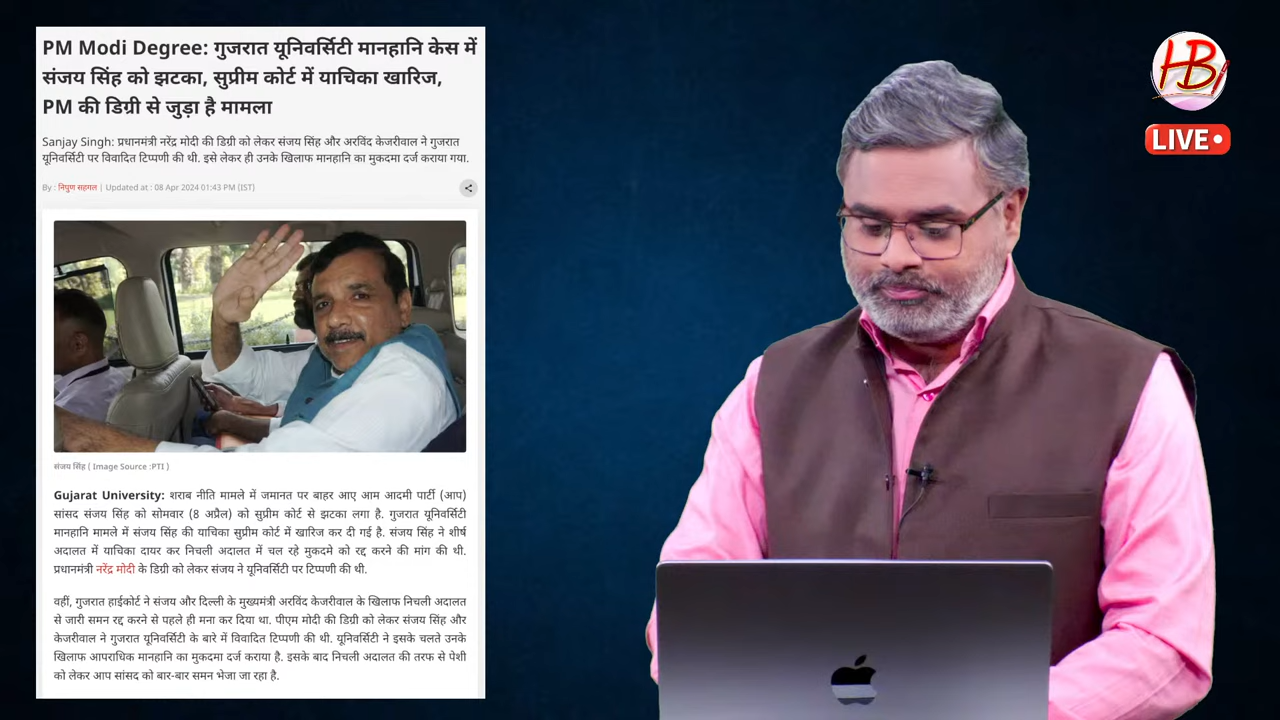 PM Modi Degree: गुजरात यूनिवर्सिटी मानहानि केस में
संजय सिंह को झटका, सुप्रीम कोर्ट में याचिका खारिज,
PM की डिग्री से जुड़ा है मामला
Sanjay Singh: प्रधानमंत्री नरेंद्र मोदी की डिग्री को लेकर संजय सिंह और अरविंद केजरीवाल ने गुजरात
यूनिवर्सिटी पर विवादित टिप्पणी की थी. इसे लेकर ही उनके खिलाफ मानहानि का मुकदमा दर्ज कराया गया.
By : निपुण सहगल | Updated at : 08 Apr 2024 01:43 PM (IST)
संजय सिंह ( Image Source :PTI )
Gujarat University: शराब नीति मामले में जमानत पर बाहर आए आम आदमी पार्टी (आप)
सांसद संजय सिंह को सोमवार (8 अप्रैल) को सुप्रीम कोर्ट से झटका लगा है. गुजरात यूनिवर्सिटी
मानहानि मामले में संजय सिंह की याचिका सुप्रीम कोर्ट में खारिज कर दी गई है. संजय सिंह ने शीर्ष
अदालत में याचिका दायर कर निचली अदालत में चल रहे मुकदमे को रद्द करने की मांग की थी.
प्रधानमंत्री नरेंद्र मोदी के डिग्री को लेकर संजय ने यूनिवर्सिटी पर टिप्पणी की थी.
वहीं, गुजरात हाईकोर्ट ने संजय और दिल्ली के मुख्यमंत्री अरविंद केजरीवाल के खिलाफ निचली अदालत
से जारी समन रद्द करने से पहले ही मना कर दिया था. पीएम मोदी की डिग्री को लेकर संजय सिंह और
केजरीवाल ने गुजरात यूनिवर्सिटी के बारे में विवादित टिप्पणी की थी. यूनिवर्सिटी ने इसके चलते उनके
खिलाफ आपराधिक मानहानि का मुकदमा दर्ज कराया है. इसके बाद निचली अदालत की तरफ से पेशी
को लेकर आप सांसद को बार-बार समन भेजा जा रहा है.
HB
LIVE